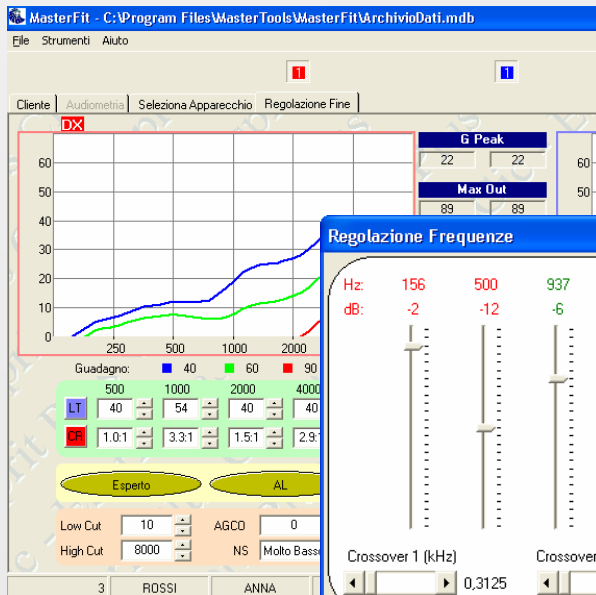 MasterFit - C:\Program Files\MasterTools\MasterFit\ArchivioDati.mdb
File Strumenti Aiuto
1 1
Cliente Audiometria Seleziona Apparecchio Regolazione Fine
DX
G Peak
22 22
Max Out
89 89
60
50
40
30
20
10
0
250 500 1000 2000
60
50
Guadagno: 40 60 90
500 1000 2000 4000
LT 40 54 40 40
CR 1.0:1 3.3:1 1.5:1 2.9:1
Esperto AL
Low Cut 10 AGCO 0
High Cut 8000 NS Molto Basso
3 ROSSI ANNA
Regolazione Frequenze
Hz: 156 500 937
dB: -2 -12 -6
Crossover 1 (kHz) Crossover
0,3125